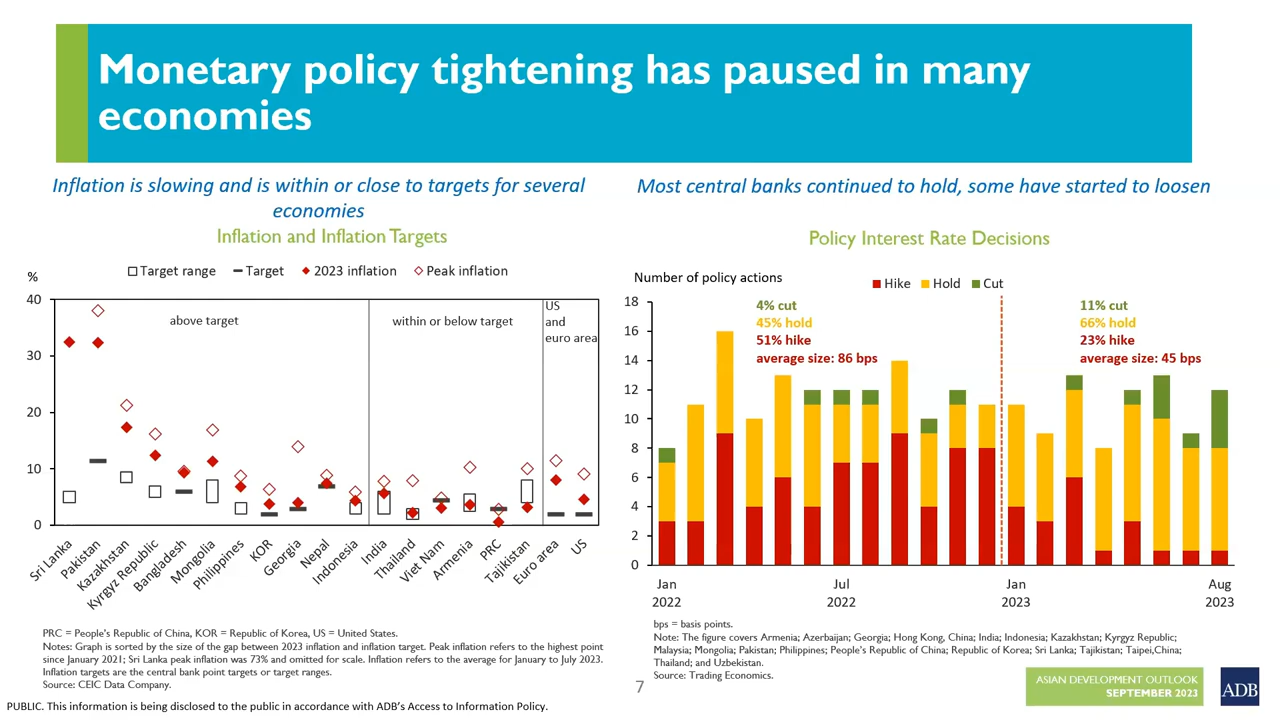 Monetary policy tightening has paused in many
economies
Inflation is slowing and is within or close to targets for several
economies
Inflation and Inflation Targets
Target range
Target
2023 inflation
Peak inflation
%
40
30
20
10
0
above target
within or below target
US
and
euro area
Sri Lanka
Pakistan
Kazakhstan
Kyrgyz Republic
Bangladesh
Mongolia
Philippines
KOR
Georgia
Nepal
Indonesia
India
Thailand
Viet Nam
Armenia
PRC
Tajikistan
Euro area
US
PRC = People's Republic of China, KOR = Republic of Korea, US = United States.
Notes: Graph is sorted by the size of the gap between 2023 inflation and inflation target. Peak inflation refers to the highest point
since January 2021; Sri Lanka peak inflation was 73% and omitted for scale. Inflation refers to the average for January to July 2023.
Inflation targets are the central bank point targets or target ranges.
Source: CEIC Data Company.
Most central banks continued to hold, some have started to loosen
Policy Interest Rate Decisions
Number of policy actions
Hike
Hold
Cut
18
16
14
12
10
8
6
4
2
0
4% cut
45% hold
51% hike
average size: 86 bps
11% cut
66% hold
23% hike
average size: 45 bps
Jan
2022
Jul
2022
Jan
2023
Aug
2023
bps = basis points.
Note: The figure covers Armenia; Azerbaijan; Georgia; Hong Kong, China; India; Indonesia; Kazakhstan; Kyrgyz Republic;
Malaysia; Mongolia; Pakistan; Philippines; People's Republic of China; Republic of Korea; Sri Lanka; Tajikistan; Taipei,China;
Thailand; and Uzbekistan.
Source: Trading Economics.
7
ASIAN DEVELOPMENT OUTLOOK
SEPTEMBER 2023
ADB
PUBLIC. This information is being disclosed to the public in accordance with ADB's Access to Information Policy.